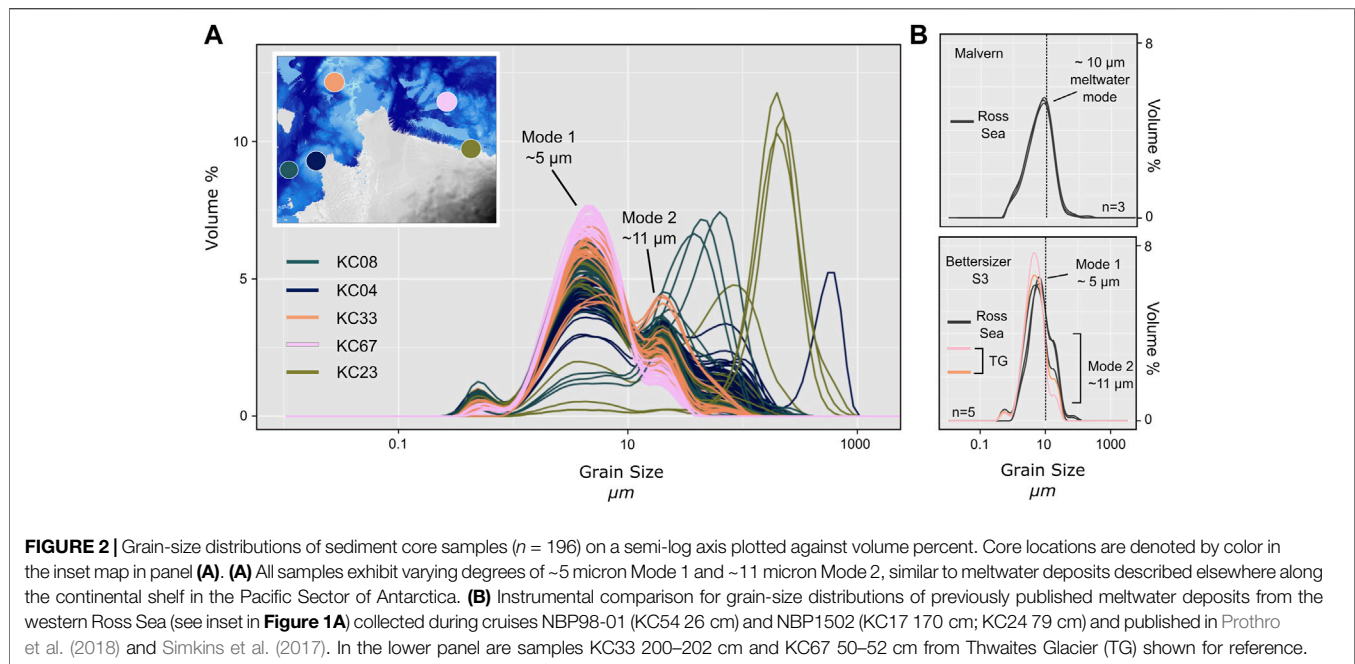 A
Mode 1
~5 µm
Mode 2
~11 µm
10
5
0
Volume %
KC08
KC04
KC33
KC67
KC23
0.1
10
1000
Grain Size
µm
B
Malvern
~ 10 µm
meltwater
mode
Ross
Sea
n=3
8
0
Volume %
Bettersizer
S3
Mode 1
~ 5 µm
Ross
Sea
TG
Mode 2
~11 µm
n=5
8
0
Volume %
0.1
10
1000
Grain Size
µm
FIGURE 2 | Grain-size distributions of sediment core samples (n = 196) on a semi-log axis plotted against volume percent. Core locations are denoted by color in
the inset map in panel (A). (A) All samples exhibit varying degrees of ~5 micron Mode 1 and ~11 micron Mode 2, similar to meltwater deposits described elsewhere along
the continental shelf in the Pacific Sector of Antarctica. (B) Instrumental comparison for grain-size distributions of previously published meltwater deposits from the
western Ross Sea (see inset in Figure 1A) collected during cruises NBP98-01 (KC54 26 cm) and NBP1502 (KC17 170 cm; KC24 79 cm) and published in Prothro
et al. (2018) and Simkins et al. (2017). In the lower panel are samples KC33 200–202 cm and KC67 50–52 cm from Thwaites Glacier (TG) shown for reference.